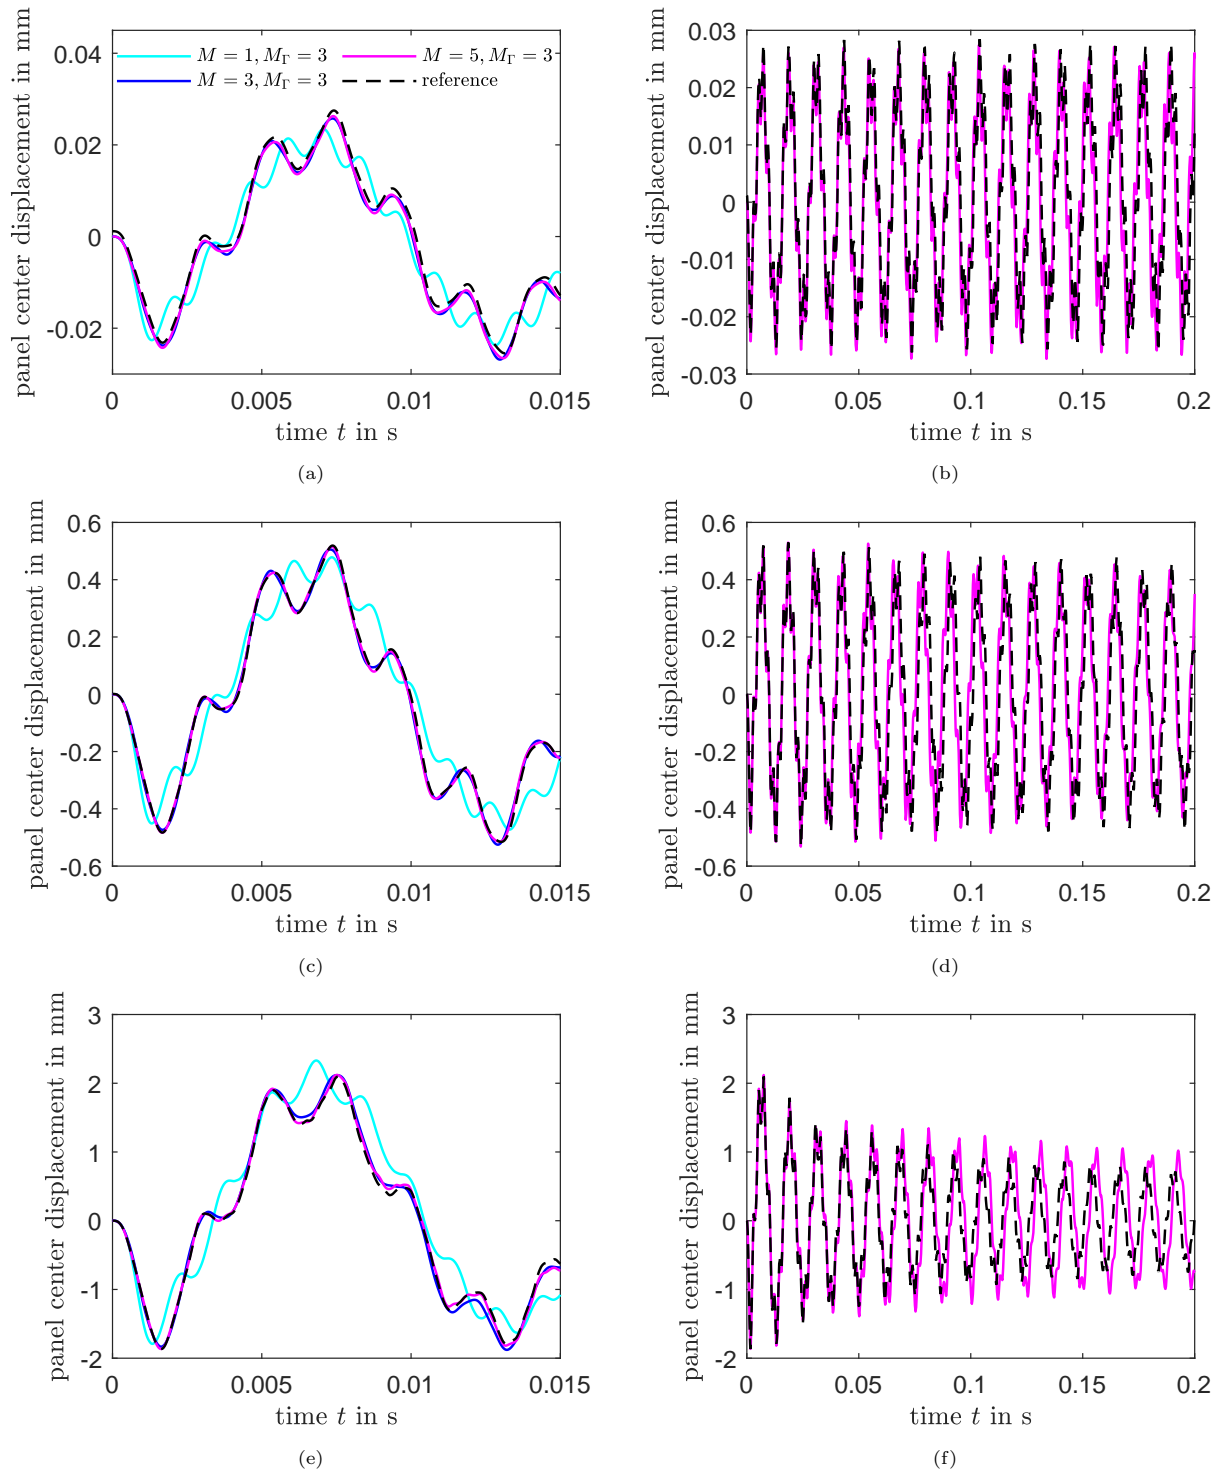 panel center displacement in mm
0.04
0.02
0
-0.02
M = 1, M_Γ = 3
M = 3, M_Γ = 3
M = 5, M_Γ = 3
reference
0 0.005 0.01 0.015
time t in s
(a)
panel center displacement in mm
0.03
0.02
0.01
0
-0.01
-0.02
-0.03
0 0.05 0.1 0.15 0.2
time t in s
(b)
panel center displacement in mm
0.6
0.4
0.2
0
-0.2
-0.4
-0.6
0 0.005 0.01 0.015
time t in s
(c)
panel center displacement in mm
0.6
0.4
0.2
0
-0.2
-0.4
-0.6
0 0.05 0.1 0.15 0.2
time t in s
(d)
panel center displacement in mm
3
2
1
0
-1
-2
0 0.005 0.01 0.015
time t in s
(e)
panel center displacement in mm
3
2
1
0
-1
-2
0 0.05 0.1 0.15 0.2
time t in s
(f)